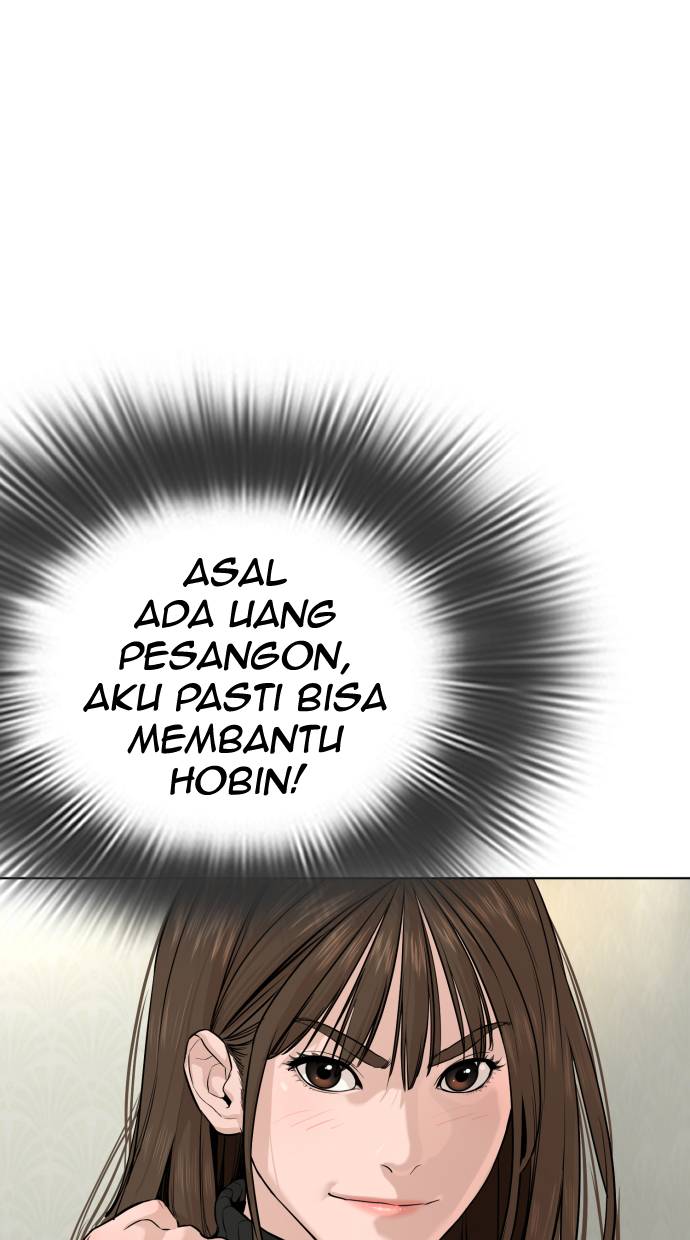 ASAL
ADA UANG
PESANGON,
AKU PASTI BISA
MEMBANTU
HOBIN!